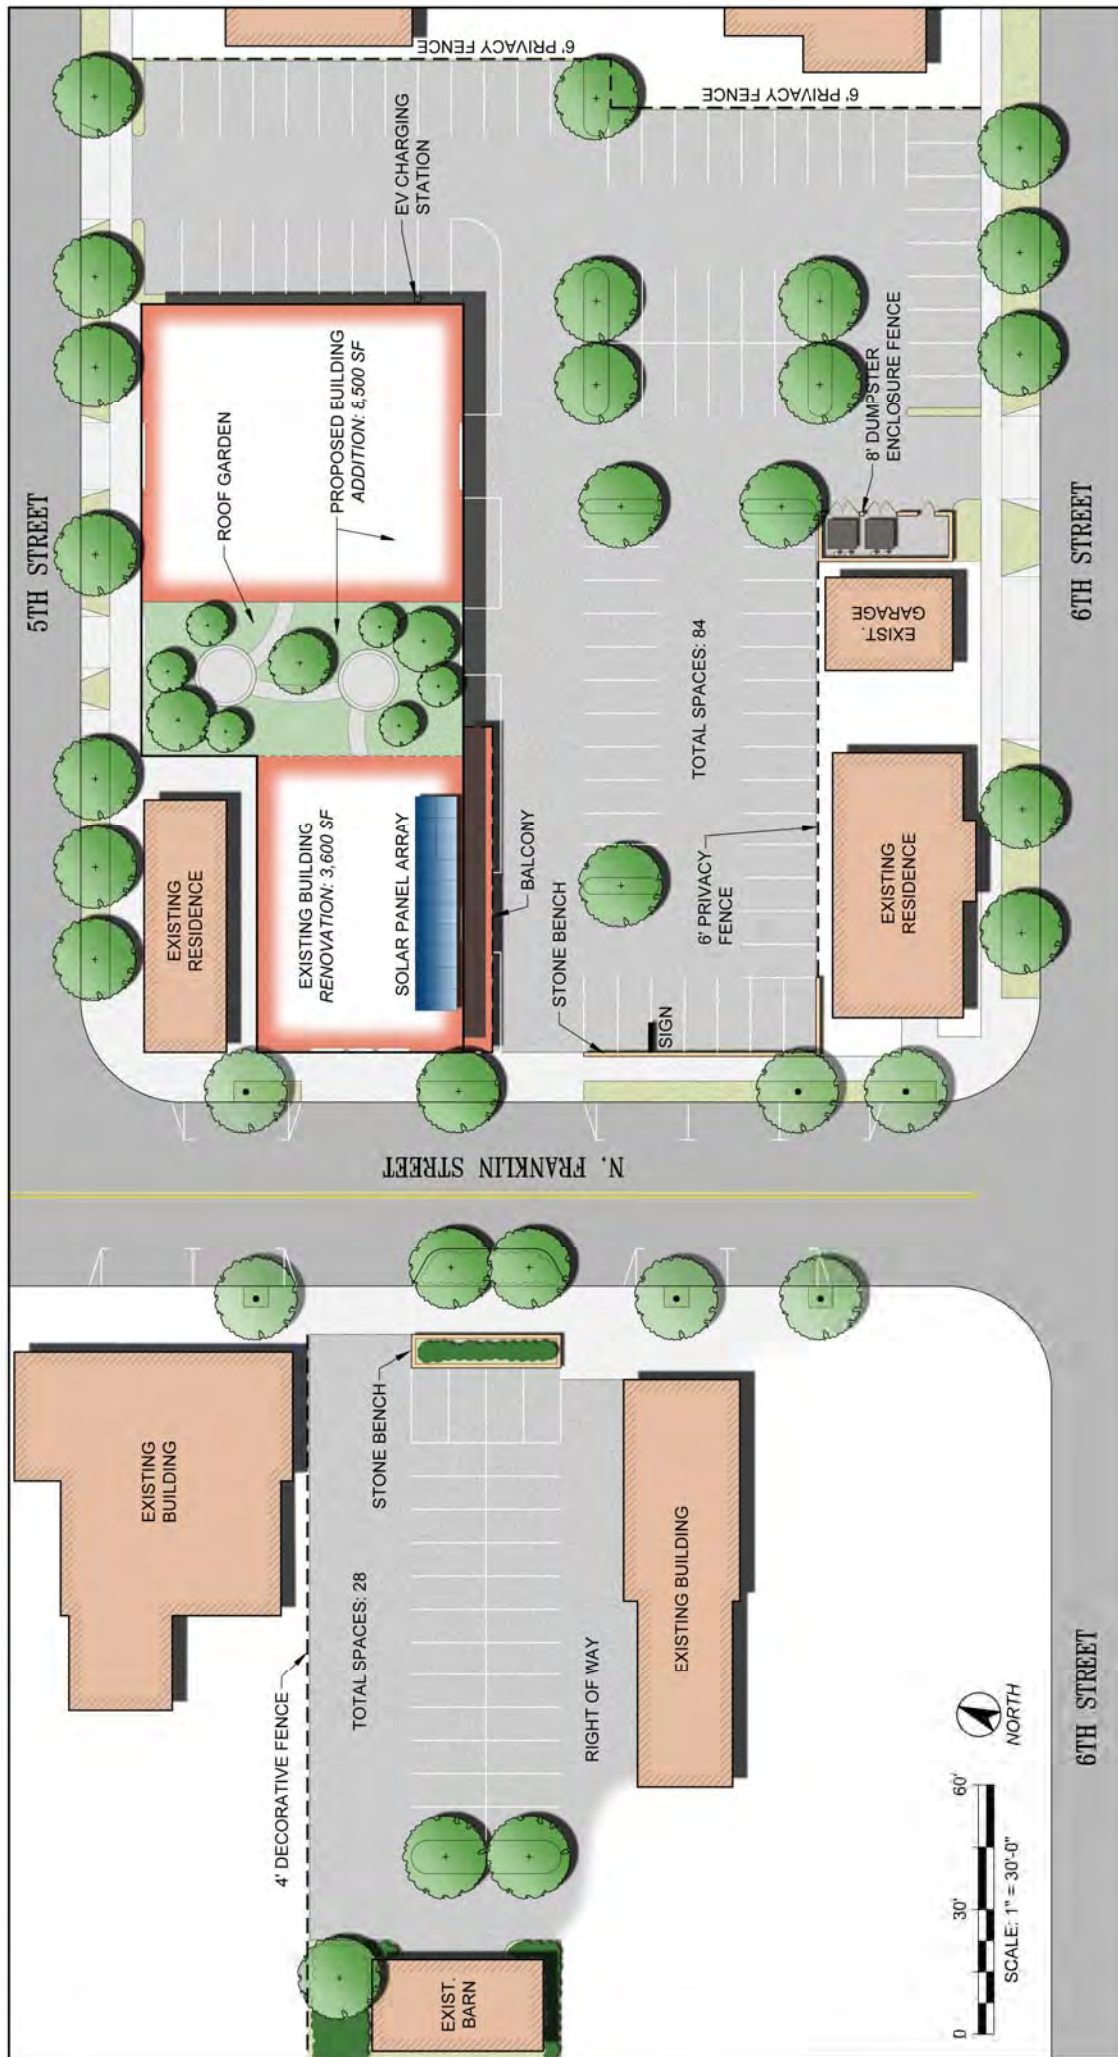 6' PRIVACY FENCE
6' PRIVACY FENCE
EV CHARGING
STATION
5TH STREET
ROOF GARDEN
PROPOSED BUILDING
ADDITION: 8,500 SF
8' DUMPSTER
ENCLOSURE FENCE
6TH STREET
EXIST.
GARAGE
TOTAL SPACES: 84
EXISTING
RESIDENCE
EXISTING BUILDING
RENOVATION: 3,600 SF
SOLAR PANEL ARRAY
BALCONY
STONE BENCH
SIGN
6' PRIVACY
FENCE
EXISTING
RESIDENCE
N. FRANKLIN STREET
EXISTING
BUILDING
STONE BENCH
4' DECORATIVE FENCE
TOTAL SPACES: 28
RIGHT OF WAY
EXISTING BUILDING
EXIST.
BARN
6TH STREET
NORTH
0 30' 60'
SCALE: 1" = 30'-0"